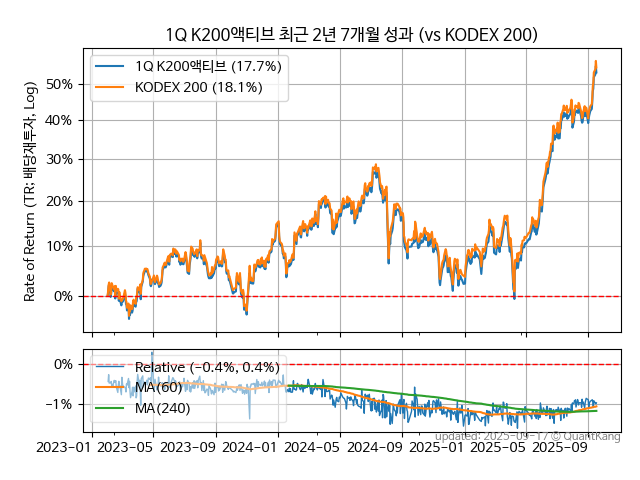 1Q K200액티브 최근 2년 7개월 성과 (vs KODEX 200)
1Q K200액티브 (17.7%)
KODEX 200 (18.1%)
Rate of Return (TR: 배당재투자, Log)
50%
40%
30%
20%
10%
0%
Relative (−0.4%, 0.4%)
MA(60)
MA(240)
0%
−1%
updated: 2025-09-17 © QuantKang
2023-01 2023-05 2023-09 2024-01 2024-05 2024-09 2025-01 2025-05 2025-09